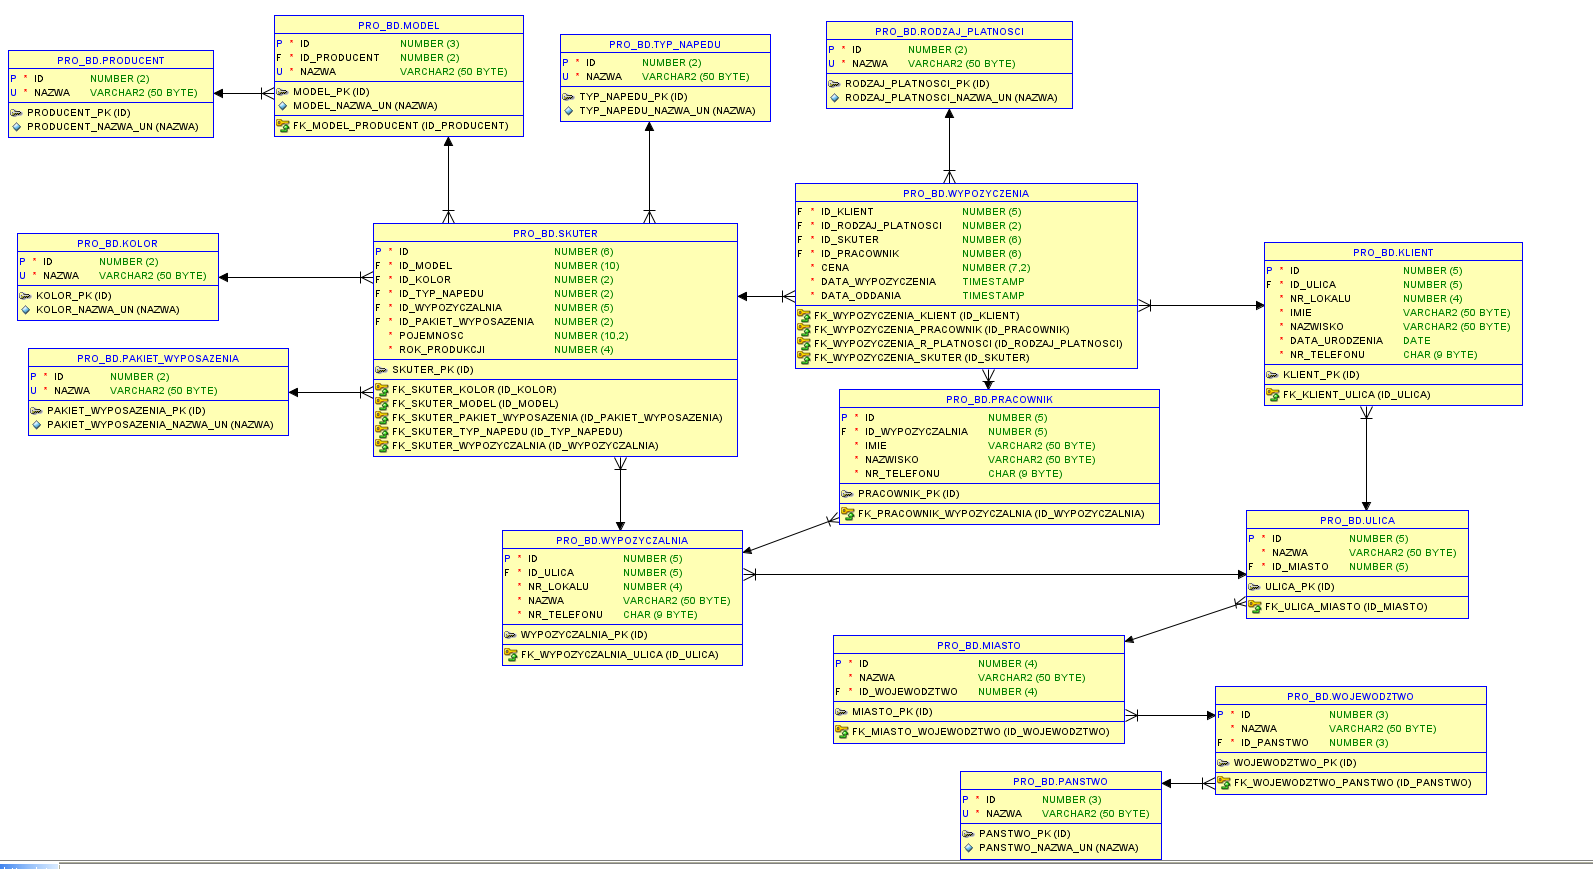 PRO_BD.PRODUCENT
P * ID NUMBER (2)
U * NAZWA VARCHAR2 (50 BYTE)
PRODUCENT_PK (ID)
PRODUCENT_NAZWA_UN (NAZWA)
PRO_BD.MODEL
P * ID NUMBER (3)
F * ID_PRODUCENT NUMBER (2)
U * NAZWA VARCHAR2 (50 BYTE)
MODEL_PK (ID)
MODEL_NAZWA_UN (NAZWA)
FK_MODEL_PRODUCENT (ID_PRODUCENT)
PRO_BD.TYP_NAPEDU
P * ID NUMBER (2)
U * NAZWA VARCHAR2 (50 BYTE)
TYP_NAPEDU_PK (ID)
TYP_NAPEDU_NAZWA_UN (NAZWA)
PRO_BD.RODZAJ_PLATNOSCI
P * ID NUMBER (2)
U * NAZWA VARCHAR2 (50 BYTE)
RODZAJ_PLATNOSCI_PK (ID)
RODZAJ_PLATNOSCI_NAZWA_UN (NAZWA)
PRO_BD.KOLOR
P * ID NUMBER (2)
U * NAZWA VARCHAR2 (50 BYTE)
KOLOR_PK (ID)
KOLOR_NAZWA_UN (NAZWA)
PRO_BD.PAKIET_WYPOSAZENIA
P * ID NUMBER (2)
U * NAZWA VARCHAR2 (50 BYTE)
PAKIET_WYPOSAZENIA_PK (ID)
PAKIET_WYPOSAZENIA_NAZWA_UN (NAZWA)
PRO_BD.SKUTER
P * ID NUMBER (6)
F * ID_MODEL NUMBER (10)
F * ID_KOLOR NUMBER (2)
F * ID_TYP_NAPEDU NUMBER (2)
F * ID_WYPOZYCZALNIA NUMBER (5)
F * ID_PAKIET_WYPOSAZENIA NUMBER (2)
* POJEMNOSC NUMBER (10,2)
* ROK_PRODUKCJI NUMBER (4)
SKUTER_PK (ID)
FK_SKUTER_KOLOR (ID_KOLOR)
FK_SKUTER_MODEL (ID_MODEL)
FK_SKUTER_PAKIET_WYPOSAZENIA (ID_PAKIET_WYPOSAZENIA)
FK_SKUTER_TYP_NAPEDU (ID_TYP_NAPEDU)
FK_SKUTER_WYPOZYCZALNIA (ID_WYPOZYCZALNIA)
PRO_BD.WYPOZYCZENIA
F * ID_KLIENT NUMBER (5)
F * ID_RODZAJ_PLATNOSCI NUMBER (2)
F * ID_SKUTER NUMBER (6)
F * ID_PRACOWNIK NUMBER (6)
* CENA NUMBER (7,2)
* DATA_WYPOZYCZENIA TIMESTAMP
* DATA_ODDANIA TIMESTAMP
FK_WYPOZYCZENIA_KLIENT (ID_KLIENT)
FK_WYPOZYCZENIA_PRACOWNIK (ID_PRACOWNIK)
FK_WYPOZYCZENIA_R_PLATNOSCI (ID_RODZAJ_PLATNOSCI)
FK_WYPOZYCZENIA_SKUTER (ID_SKUTER)
PRO_BD.KLIENT
P * ID NUMBER (5)
F * ID_ULICA NUMBER (5)
* NR_LOKALU NUMBER (4)
* IMIE VARCHAR2 (50 BYTE)
* NAZWISKO VARCHAR2 (50 BYTE)
* DATA_URODZENIA DATE
* NR_TELEFONU CHAR (9 BYTE)
KLIENT_PK (ID)
FK_KLIENT_ULICA (ID_ULICA)
PRO_BD.PRACOWNIK
P * ID NUMBER (5)
F * ID_WYPOZYCZALNIA NUMBER (5)
* IMIE VARCHAR2 (50 BYTE)
* NAZWISKO VARCHAR2 (50 BYTE)
* NR_TELEFONU CHAR (9 BYTE)
PRACOWNIK_PK (ID)
FK_PRACOWNIK_WYPOZYCZALNIA (ID_WYPOZYCZALNIA)
PRO_BD.WYPOZYCZALNIA
P * ID NUMBER (5)
F * ID_ULICA NUMBER (5)
* NR_LOKALU NUMBER (4)
* NAZWA VARCHAR2 (50 BYTE)
* NR_TELEFONU CHAR (9 BYTE)
WYPOZYCZALNIA_PK (ID)
FK_WYPOZYCZALNIA_ULICA (ID_ULICA)
PRO_BD.ULICA
P * ID NUMBER (5)
* NAZWA VARCHAR2 (50 BYTE)
F * ID_MIASTO NUMBER (5)
ULICA_PK (ID)
FK_ULICA_MIASTO (ID_MIASTO)
PRO_BD.MIASTO
P * ID NUMBER (4)
* NAZWA VARCHAR2 (50 BYTE)
F * ID_WOJEWODZTWO NUMBER (4)
MIASTO_PK (ID)
FK_MIASTO_WOJEWODZTWO (ID_WOJEWODZTWO)
PRO_BD.WOJEWODZTWO
P * ID NUMBER (3)
* NAZWA VARCHAR2 (50 BYTE)
F * ID_PANSTWO NUMBER (3)
WOJEWODZTWO_PK (ID)
FK_WOJEWODZTWO_PANSTWO (ID_PANSTWO)
PRO_BD.PANSTWO
P * ID NUMBER (3)
U * NAZWA VARCHAR2 (50 BYTE)
PANSTWO_PK (ID)
PANSTWO_NAZWA_UN (NAZWA)